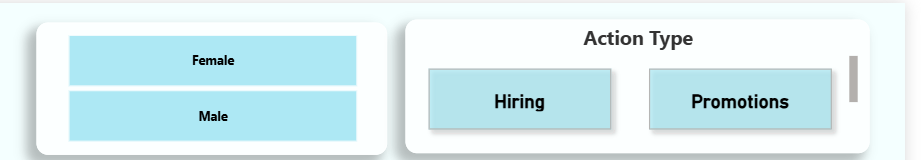 Female
Male
Action Type
Hiring
Promotions